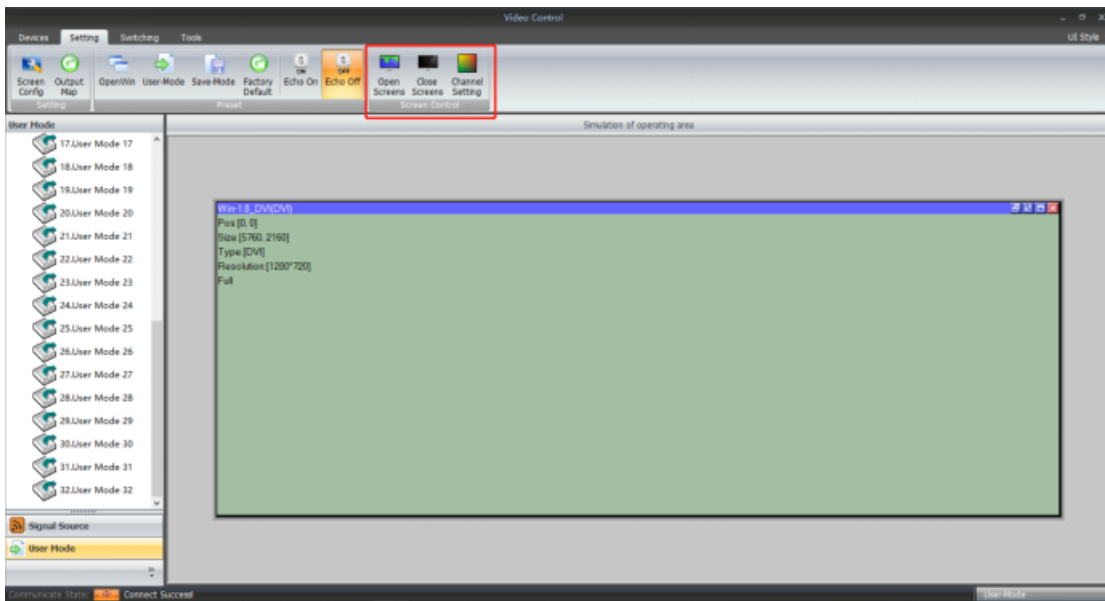 Video Control
Devices Setting Switching Tools UI Style
Screen Config Output Map OpenWin User-Mode Save-Mode Factory Default Echo On Echo Off Open Screens Close Screens Channel Setting
Setting Preset Screen Control
User Mode Simulation of operating area
17.User Mode 17
18.User Mode 18
19.User Mode 19
20.User Mode 20
21.User Mode 21
22.User Mode 22
23.User Mode 23
24.User Mode 24
25.User Mode 25
26.User Mode 26
27.User Mode 27
28.User Mode 28
29.User Mode 29
30.User Mode 30
31.User Mode 31
32.User Mode 32
Win-1:8_DVI(DVI)
Pos:[0, 0]
Size:[5760, 2160]
Type:[DVI]
Resolution:[1280*720]
Full
Signal Source
User Mode
Communicate State: Connect Success! User-Mode